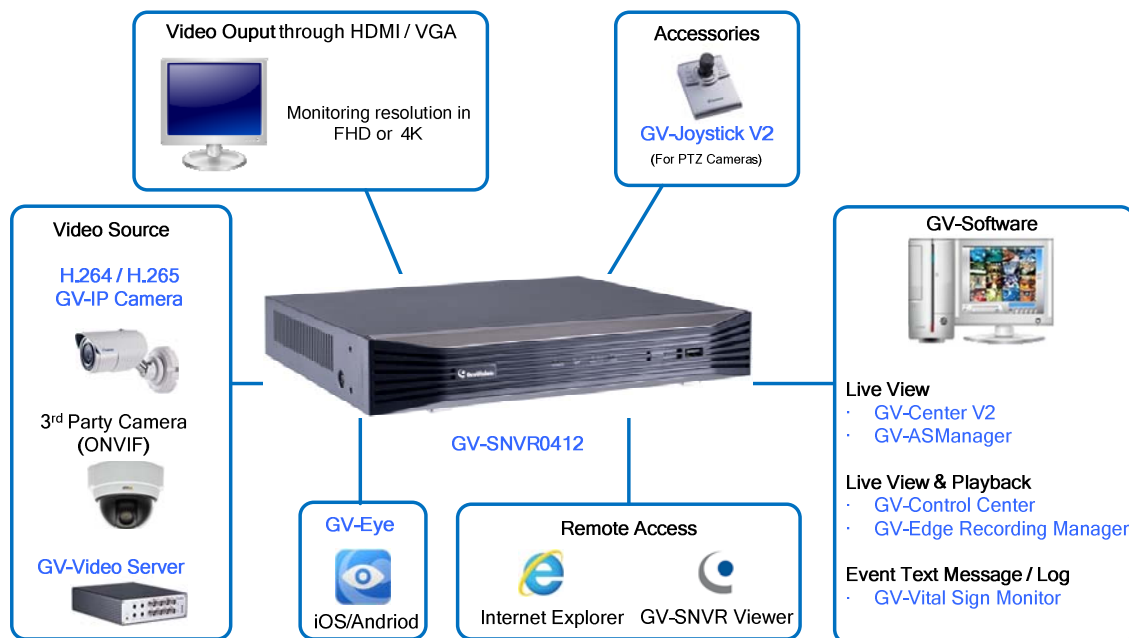 Video Ouput through HDMI / VGA
Monitoring resolution in
FHD or 4K
Accessories
GV-Joystick V2
(For PTZ Cameras)
Video Source
H.264 / H.265
GV-IP Camera
3rd Party Camera
(ONVIF)
GV-Video Server
GeoVision
GV-SNVR0412
GV-Eye
iOS/Andriod
Remote Access
Internet Explorer
GV-SNVR Viewer
GV-Software
Live View
· GV-Center V2
· GV-ASManager
Live View & Playback
· GV-Control Center
· GV-Edge Recording Manager
Event Text Message / Log
· GV-Vital Sign Monitor